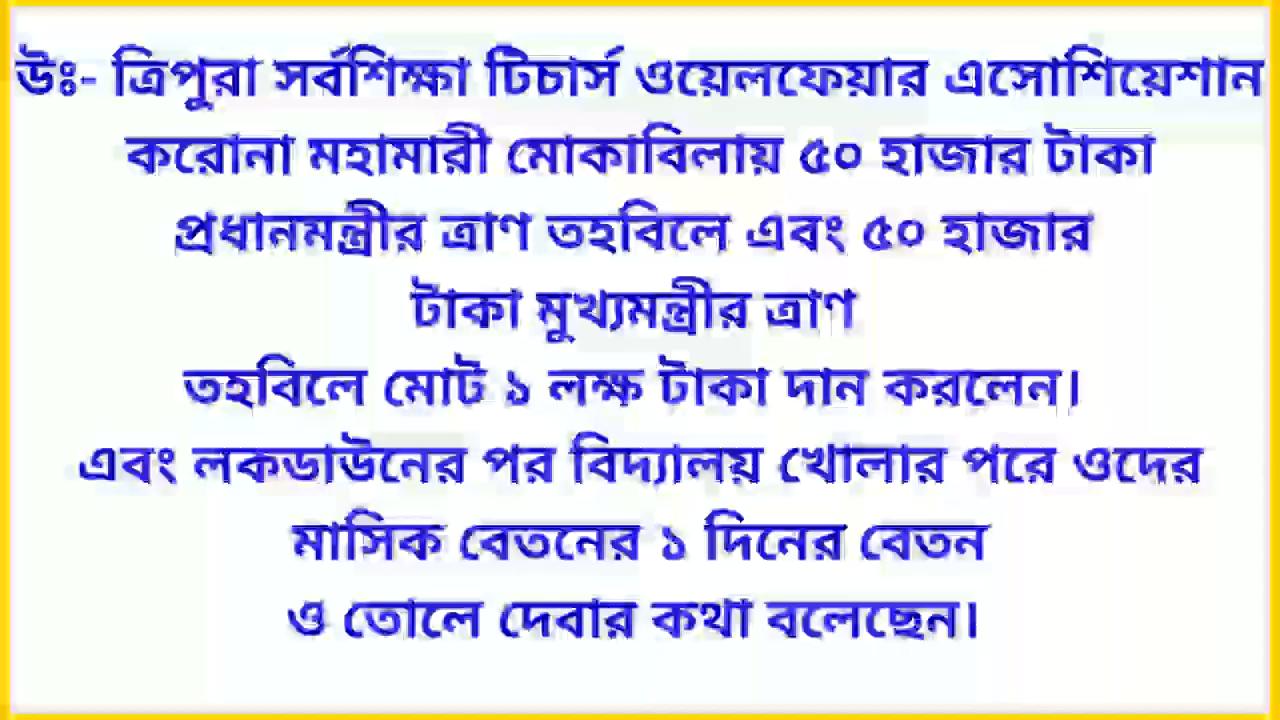 উঃ- ত্রিপুরা সর্বশিক্ষা টিচার্স ওয়েলফেয়ার এসোশিয়েশান
করোনা মহামারী মোকাবিলায় ৫০ হাজার টাকা
প্রধানমন্ত্রীর ত্রাণ তহবিলে এবং ৫০ হাজার
টাকা মুখ্যমন্ত্রীর ত্রাণ
তহবিলে মোট ১ লক্ষ টাকা দান করলেন।
এবং লকডাউনের পর বিদ্যালয় খোলার পরে ওদের
মাসিক বেতনের ১ দিনের বেতন
ও তোলে দেবার কথা বলেছেন।